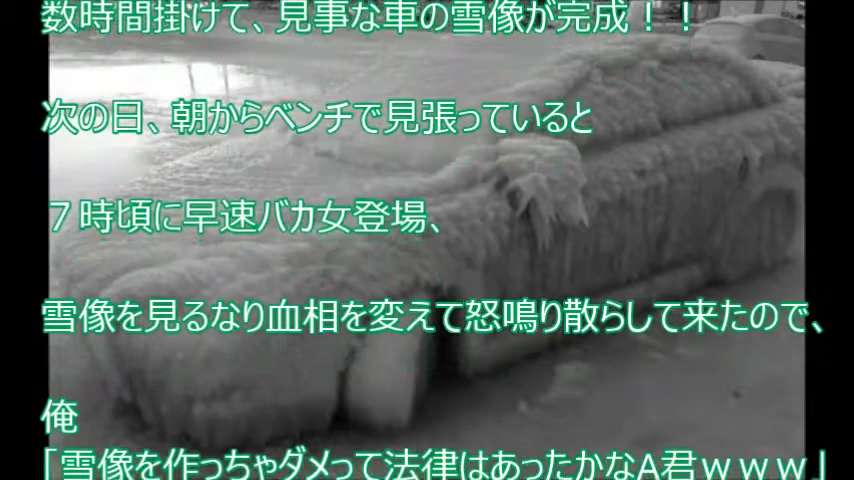 数時間掛けて、見事な車の雪像が完成！！
次の日、朝からベンチで見張っていると
７時頃に早速バカ女登場、
雪像を見るなり血相を変えて怒鳴り散らして来たので、
俺
「雪像を作っちゃダメって法律はあったかなA君ｗｗｗ」